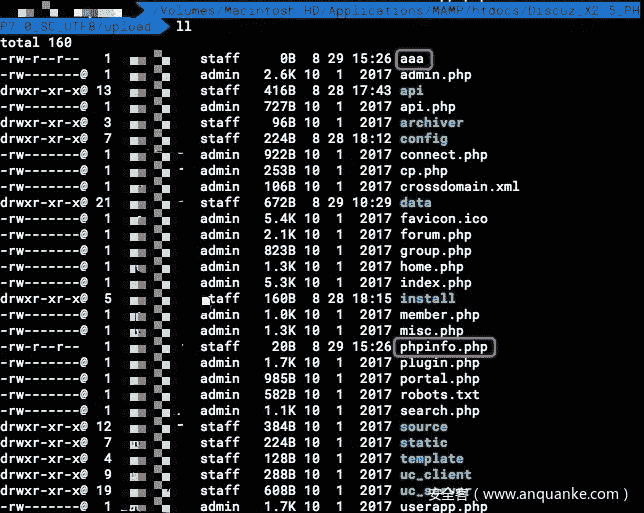 /Volumes/Macintosh HD/Applications/MAMP/htdocs/Discuz_X2.5_PH
P7.0_SC_UTF8/upload ll
total 160
-rw-r--r-- 1 staff 0B 8 29 15:26 aaa
-rw-------@ 1 admin 2.6K 10 1 2017 admin.php
drwxr-xr-x@ 13 staff 416B 8 28 17:43 api
-rw-------@ 1 admin 727B 10 1 2017 api.php
drwxr-xr-x@ 3 staff 96B 10 1 2017 archiver
drwxr-xr-x@ 7 staff 224B 8 28 18:12 config
-rw-------@ 1 admin 922B 10 1 2017 connect.php
-rw-------@ 1 admin 253B 10 1 2017 cp.php
-rw-------@ 1 admin 106B 10 1 2017 crossdomain.xml
drwxr-xr-x@ 21 staff 672B 8 29 10:29 data
-rw-------@ 1 admin 5.4K 10 1 2017 favicon.ico
-rw-------@ 1 admin 2.1K 10 1 2017 forum.php
-rw-------@ 1 admin 823B 10 1 2017 group.php
-rw-------@ 1 admin 1.3K 10 1 2017 home.php
-rw-------@ 1 admin 5.3K 10 1 2017 index.php
drwxr-xr-x@ 5 staff 160B 8 28 18:15 install
-rw-------@ 1 admin 1.0K 10 1 2017 member.php
-rw-------@ 1 admin 1.3K 10 1 2017 misc.php
-rw-r--r-- 1 staff 20B 8 29 15:26 phpinfo.php
-rw-------@ 1 admin 1.7K 10 1 2017 plugin.php
-rw-------@ 1 admin 985B 10 1 2017 portal.php
-rw-------@ 1 admin 582B 10 1 2017 robots.txt
-rw-------@ 1 admin 1.1K 10 1 2017 search.php
drwxr-xr-x@ 12 staff 384B 10 1 2017 source
drwxr-xr-x@ 7 staff 224B 10 1 2017 static
drwxr-xr-x@ 4 staff 128B 10 1 2017 template
drwxr-xr-x@ 9 staff 288B 10 1 2017 uc_client
drwxr-xr-x@ 19 staff 608B 10 1 2017 uc_server
-rw-------@ 1 admin 1.7K 10 1 2017 userapp.php
安全客（www.anquanke.com）